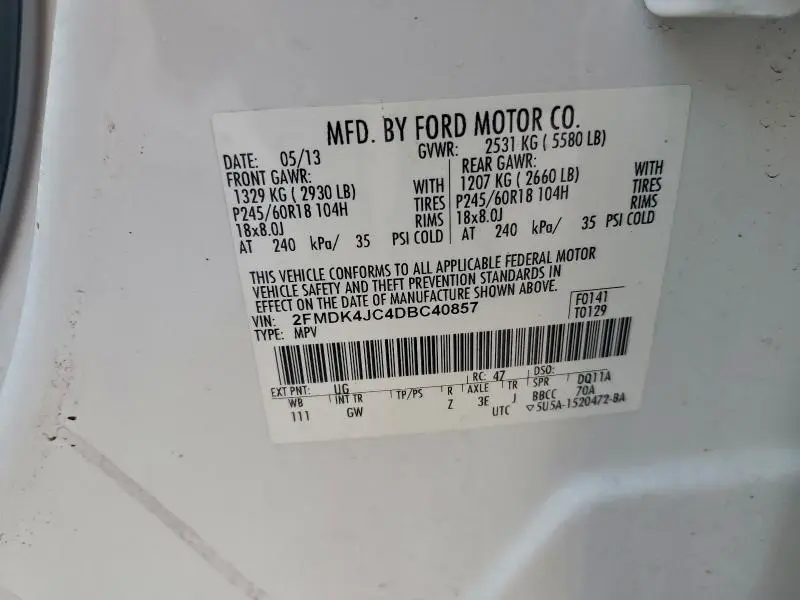 MFD. BY FORD MOTOR CO.
DATE: 05/13 GVWR: 2531 KG ( 5580 LB)
FRONT GAWR: REAR GAWR:
1329 KG ( 2930 LB) WITH 1207 KG ( 2660 LB) WITH
P245/60R18 104H TIRES P245/60R18 104H TIRES
18x8.0J RIMS 18x8.0J RIMS
AT 240 kPa/ 35 PSI COLD AT 240 kPa/ 35 PSI COLD
THIS VEHICLE CONFORMS TO ALL APPLICABLE FEDERAL MOTOR
VEHICLE SAFETY AND THEFT PREVENTION STANDARDS IN
EFFECT ON THE DATE OF MANUFACTURE SHOWN ABOVE.
VIN: 2FMDK4JC4DBC40857 F0141
TYPE: MPV T0129
EXT PNT: UG RC: 47 DSO:
WB INT TR TP/PS R AXLE TR SPR DQ11A
111 GW Z 3E J BBCC 70A
UTC ▽5U5A-1520472-BA